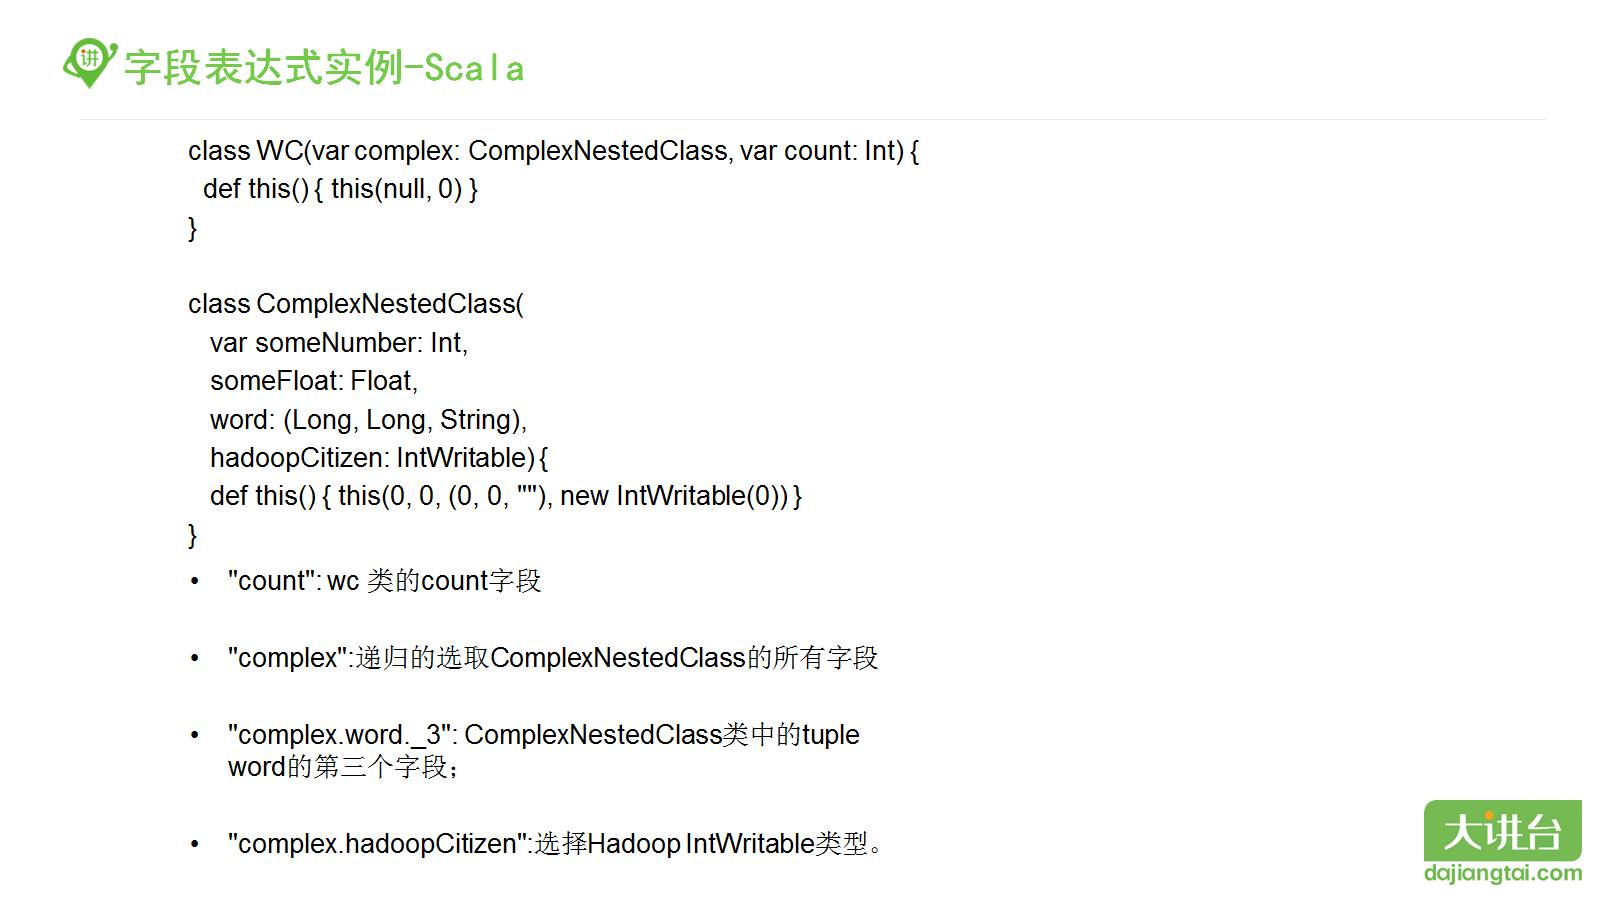 讲 字段表达式实例-Scala
class WC(var complex: ComplexNestedClass, var count: Int) {
def this() { this(null, 0) }
}
class ComplexNestedClass(
var someNumber: Int,
someFloat: Float,
word: (Long, Long, String),
hadoopCitizen: IntWritable) {
def this() { this(0, 0, (0, 0, ""), new IntWritable(0)) }
}
• "count": wc 类的count字段
• "complex":递归的选取ComplexNestedClass的所有字段
• "complex.word._3": ComplexNestedClass类中的tuple
word的第三个字段；
• "complex.hadoopCitizen":选择Hadoop IntWritable类型。
大讲台
dajiangtai.com